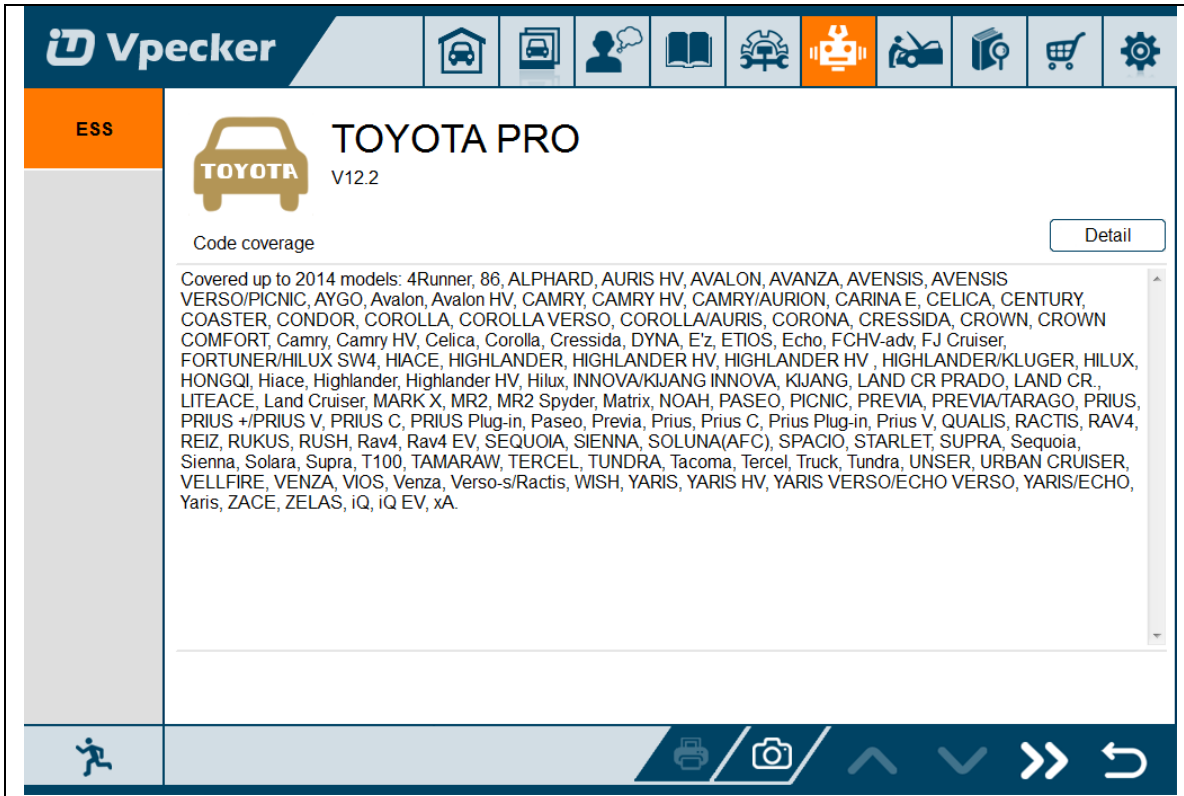 Vpecker
ESS
TOYOTA
TOYOTA PRO
V12.2
Code coverage
Detail
Covered up to 2014 models: 4Runner, 86, ALPHARD, AURIS HV, AVALON, AVANZA, AVENSIS, AVENSIS
VERSO/PICNIC, AYGO, Avalon, Avalon HV, CAMRY, CAMRY HV, CAMRY/AURION, CARINA E, CELICA, CENTURY,
COASTER, CONDOR, COROLLA, COROLLA VERSO, COROLLA/AURIS, CORONA, CRESSIDA, CROWN, CROWN
COMFORT, Camry, Camry HV, Celica, Corolla, Cressida, DYNA, E'z, ETIOS, Echo, FCHV-adv, FJ Cruiser,
FORTUNER/HILUX SW4, HIACE, HIGHLANDER, HIGHLANDER HV, HIGHLANDER HV , HIGHLANDER/KLUGER, HILUX,
HONGQI, Hiace, Highlander, Highlander HV, Hilux, INNOVA/KIJANG INNOVA, KIJANG, LAND CR PRADO, LAND CR.,
LITEACE, Land Cruiser, MARK X, MR2, MR2 Spyder, Matrix, NOAH, PASEO, PICNIC, PREVIA, PREVIA/TARAGO, PRIUS,
PRIUS +/PRIUS V, PRIUS C, PRIUS Plug-in, Paseo, Previa, Prius, Prius C, Prius Plug-in, Prius V, QUALIS, RACTIS, RAV4,
REIZ, RUKUS, RUSH, Rav4, Rav4 EV, SEQUOIA, SIENNA, SOLUNA(AFC), SPACIO, STARLET, SUPRA, Sequoia,
Sienna, Solara, Supra, T100, TAMARAW, TERCEL, TUNDRA, Tacoma, Tercel, Truck, Tundra, UNSER, URBAN CRUISER,
VELLFIRE, VENZA, VIOS, Venza, Verso-s/Ractis, WISH, YARIS, YARIS HV, YARIS VERSO/ECHO VERSO, YARIS/ECHO,
Yaris, ZACE, ZELAS, iQ, iQ EV, xA.